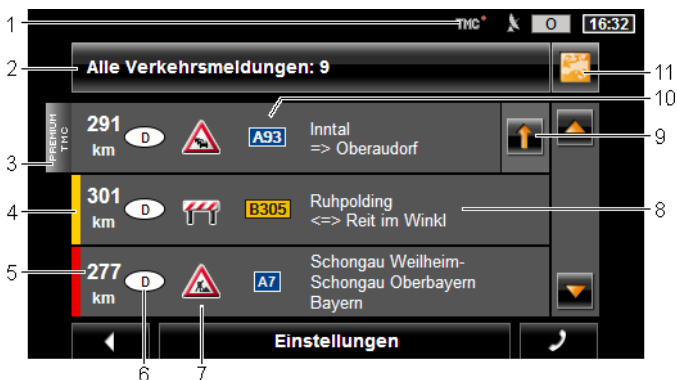 1
TMC
O
16:32
2
Alle Verkehrsmeldungen: 9
11
10
3
PREMIUM
TMC
291
km
D
A93
Inntal
=> Oberaudorf
9
4
301
km
D
B305
Ruhpolding
<=> Reit im Winkl
8
5
277
km
D
A7
Schongau Weilheim-
Schongau Oberbayern
Bayern
Einstellungen
6
7